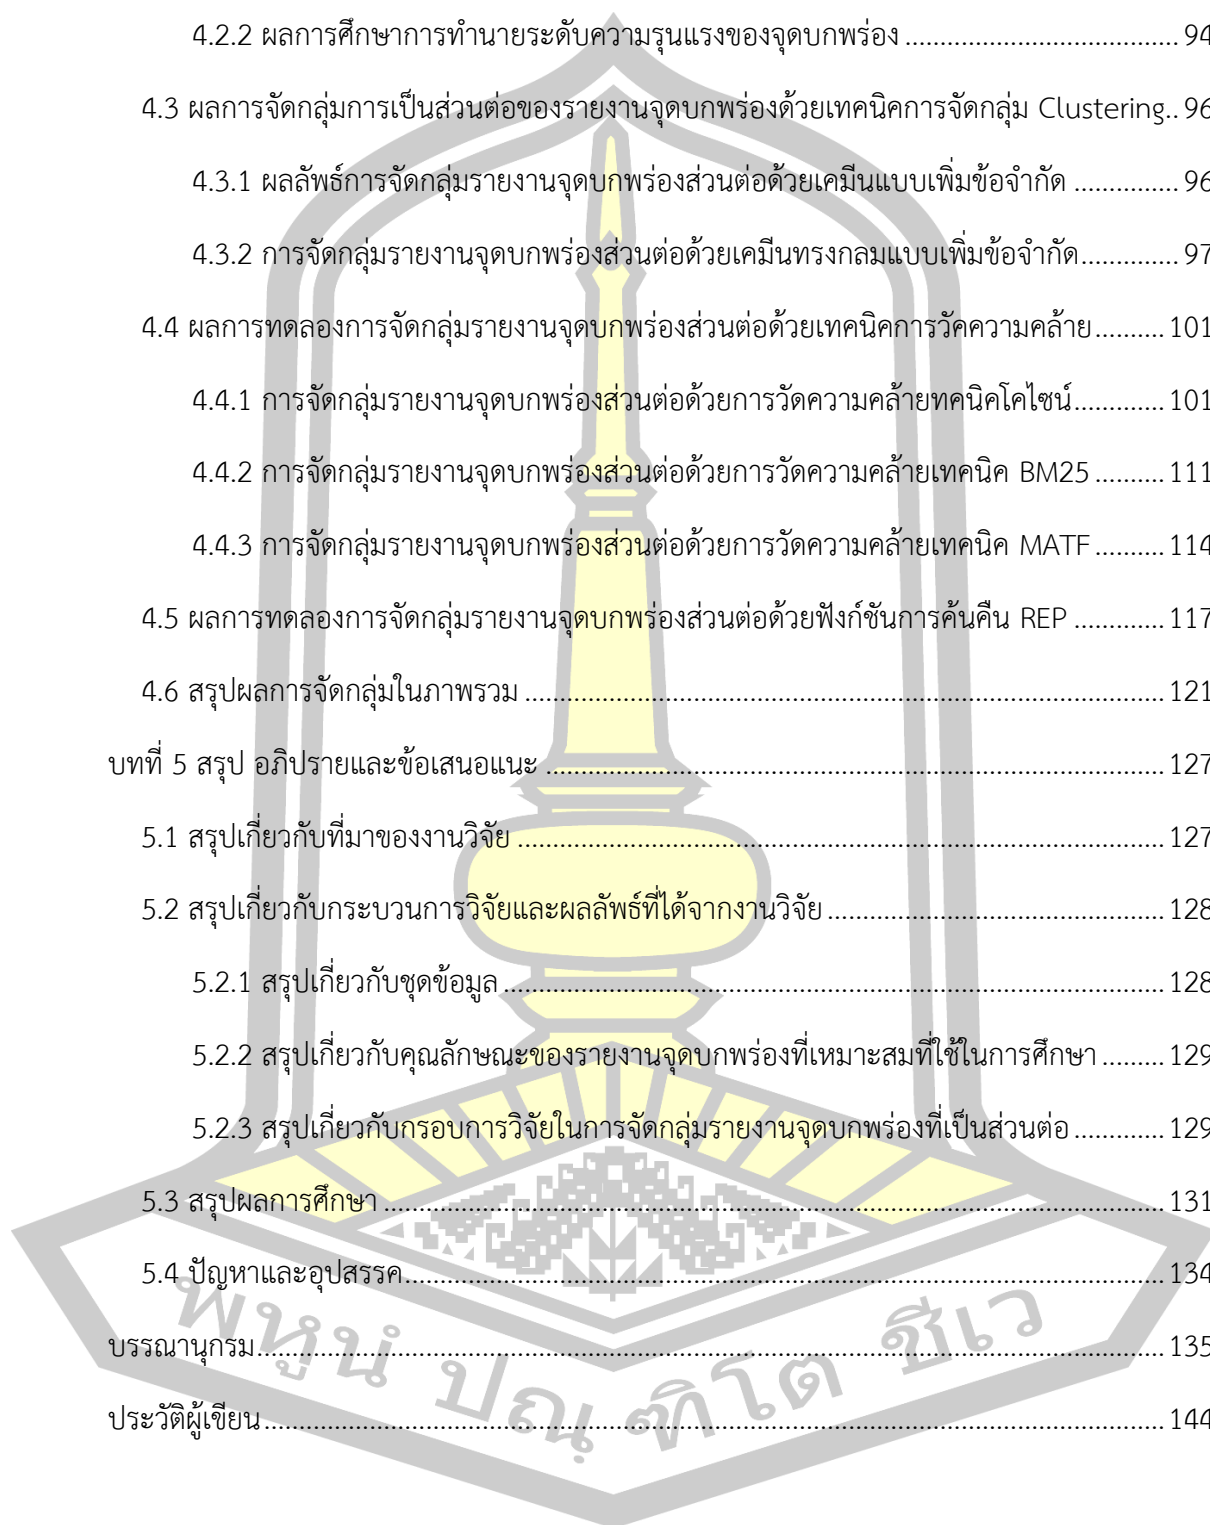 4.2.2 ผลการศึกษาการทำนายระดับความรุนแรงของจุดบกพร่อง .................................. 94
4.3 ผลการจัดกลุ่มการเป็นส่วนต่อของรายงานจุดบกพร่องด้วยเทคนิคการจัดกลุ่ม Clustering.. 96
4.3.1 ผลลัพธ์การจัดกลุ่มรายงานจุดบกพร่องส่วนต่อด้วยเคมีนแบบเพิ่มข้อจำกัด ............... 96
4.3.2 การจัดกลุ่มรายงานจุดบกพร่องส่วนต่อด้วยเคมีนทรงกลมแบบเพิ่มข้อจำกัด.............. 97
4.4 ผลการทดลองการจัดกลุ่มรายงานจุดบกพร่องส่วนต่อด้วยเทคนิคการวัคความคล้าย.......... 101
4.4.1 การจัดกลุ่มรายงานจุดบกพร่องส่วนต่อด้วยการวัดความคล้ายทคนิคโคไซน์............. 101
4.4.2 การจัดกลุ่มรายงานจุดบกพร่องส่วนต่อด้วยการวัดความคล้ายเทคนิค BM25 .......... 111
4.4.3 การจัดกลุ่มรายงานจุดบกพร่องส่วนต่อด้วยการวัดความคล้ายเทคนิค MATF .......... 114
4.5 ผลการทดลองการจัดกลุ่มรายงานจุดบกพร่องส่วนต่อด้วยฟังก์ชันการค้นคืน REP ............. 117
4.6 สรุปผลการจัดกลุ่มในภาพรวม ................................................................................ 121
บทที่ 5 สรุป อภิปรายและข้อเสนอแนะ ............................................................................. 127
5.1 สรุปเกี่ยวกับที่มาของงานวิจัย ................................................................................. 127
5.2 สรุปเกี่ยวกับกระบวนการวิจัยและผลลัพธ์ที่ได้จากงานวิจัย .......................................... 128
5.2.1 สรุปเกี่ยวกับชุดข้อมูล ................................................................................... 128
5.2.2 สรุปเกี่ยวกับคุณลักษณะของรายงานจุดบกพร่องที่เหมาะสมที่ใช้ในการศึกษา ......... 129
5.2.3 สรุปเกี่ยวกับกรอบการวิจัยในการจัดกลุ่มรายงานจุดบกพร่องที่เป็นส่วนต่อ ............ 129
5.3 สรุปผลการศึกษา .................................................................................................. 131
5.4 ปัญหาและอุปสรรค................................................................................................ 134
บรรณานุกรม................................................................................................................. 135
ประวัติผู้เขียน ................................................................................................................ 144
พหูนํ ปณฺฑิโต ชีเว